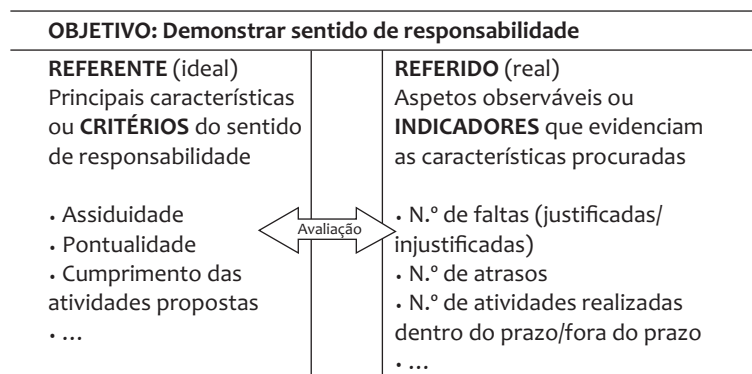 OBJETIVO: Demonstrar sentido de responsabilidade
REFERENTE (ideal)
Principais características
ou CRITÉRIOS do sentido
de responsabilidade
• Assiduidade
• Pontualidade
• Cumprimento das
atividades propostas
• ...
Avaliação
REFERIDO (real)
Aspetos observáveis ou
INDICADORES que evidenciam
as características procuradas
• N.º de faltas (justificadas/
injustificadas)
• N.º de atrasos
• N.º de atividades realizadas
dentro do prazo/fora do prazo
• ...